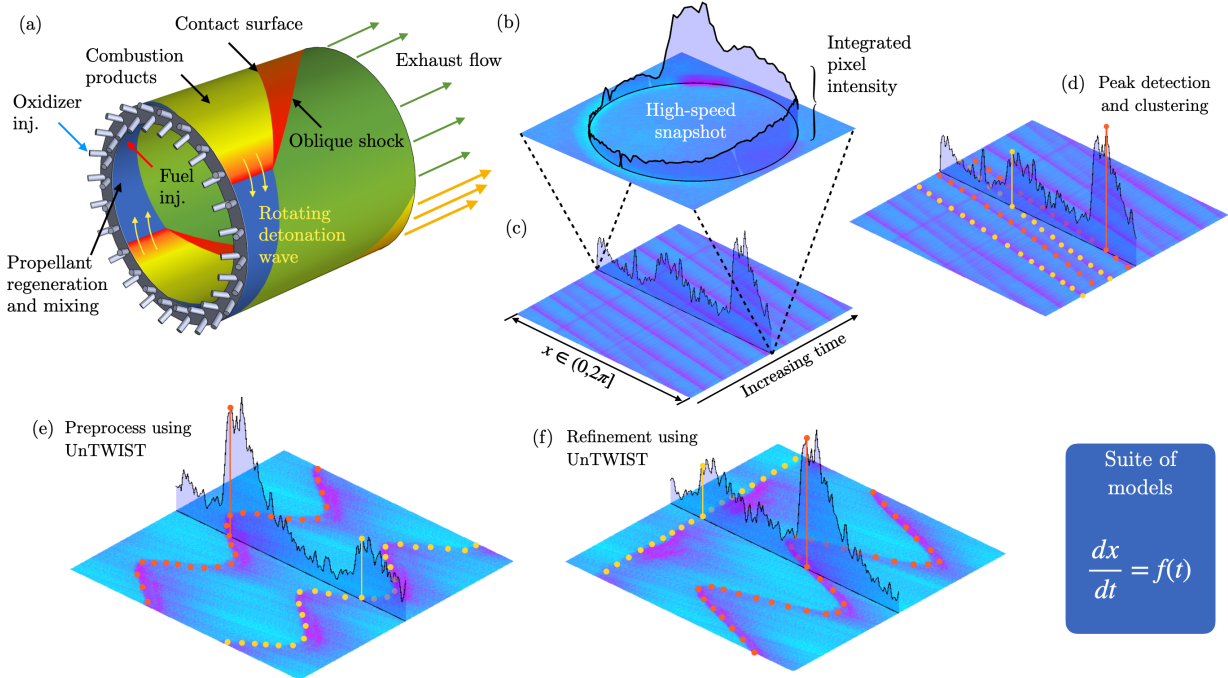 (a)
Contact surface
Combustion
products
Exhaust flow
Oxidizer
inj.
Oblique shock
Fuel
inj.
Rotating
detonation
wave
Propellant
regeneration
and mixing
(b)
Integrated
pixel
intensity
High-speed
snapshot
(c)
x ∈ (0,2π]
Increasing time
(d) Peak detection
and clustering
(e) Preprocess using
UnTWIST
(f) Refinement using
UnTWIST
Suite of
models
dx/dt = f(t)